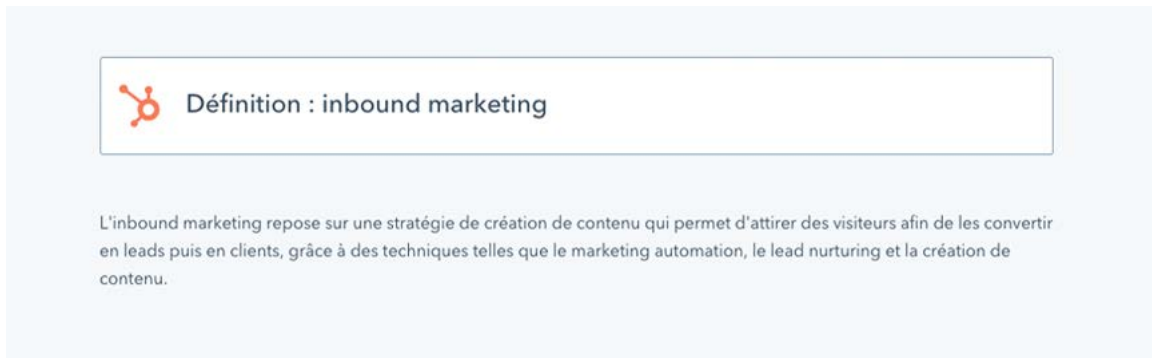 Définition : inbound marketing
L'inbound marketing repose sur une stratégie de création de contenu qui permet d'attirer des visiteurs afin de les convertir
en leads puis en clients, grâce à des techniques telles que le marketing automation, le lead nurturing et la création de
contenu.